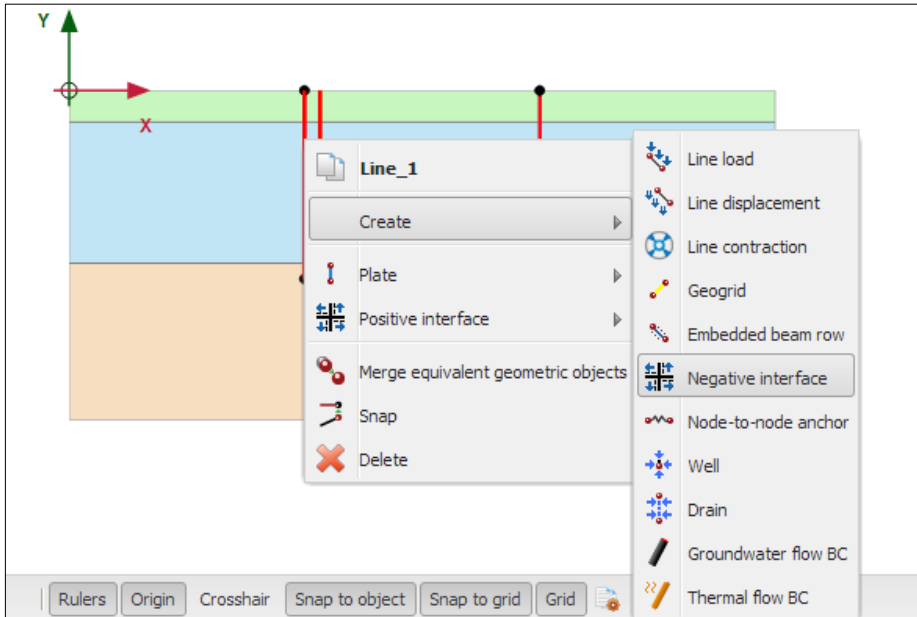 Y
X
Line_1
Create
Plate
Positive interface
Merge equivalent geometric objects
Snap
Delete
Line load
Line displacement
Line contraction
Geogrid
Embedded beam row
Negative interface
Node-to-node anchor
Well
Drain
Groundwater flow BC
Thermal flow BC
Rulers Origin Crosshair Snap to object Snap to grid Grid